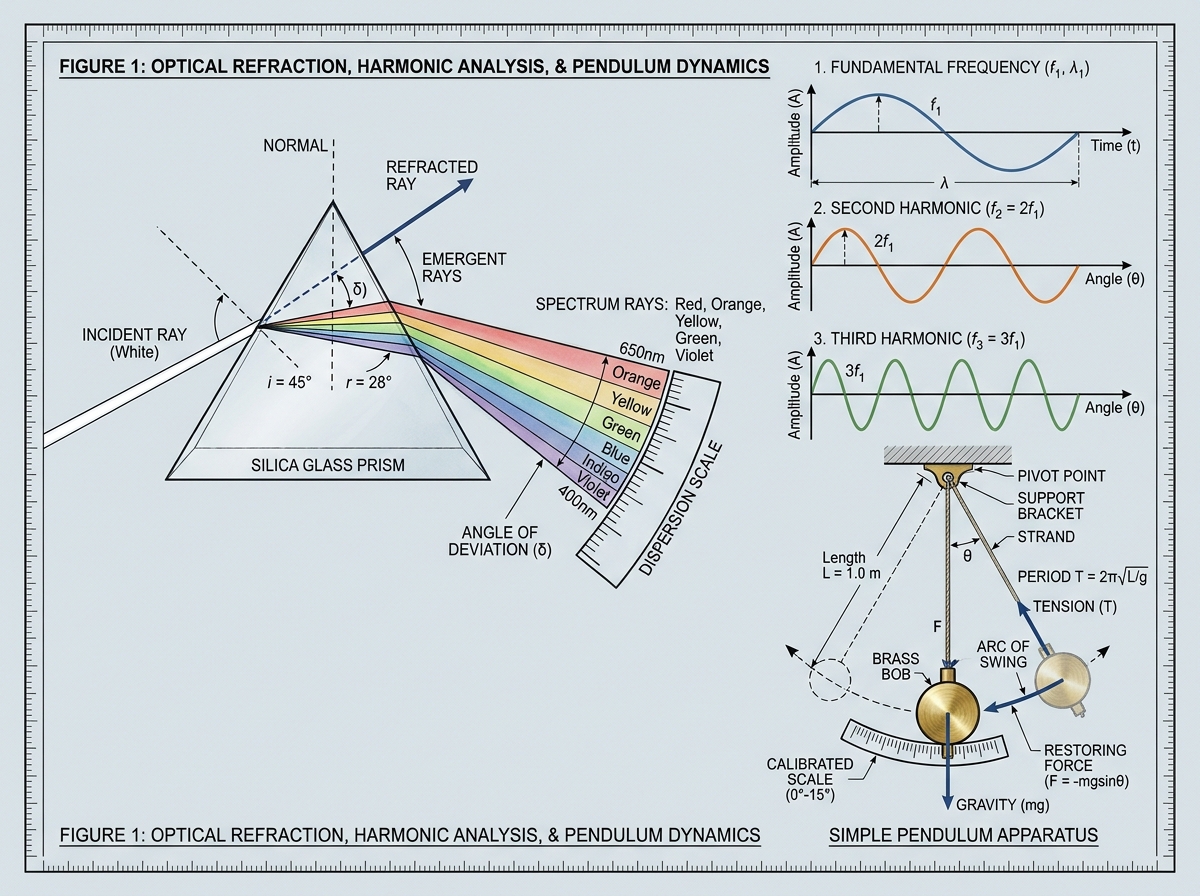 FIGURE 1: OPTICAL REFRACTION, HARMONIC ANALYSIS, & PENDULUM DYNAMICS
NORMAL
REFRACTED
RAY
EMERGENT
RAYS
δ)
INCIDENT RAY
(White)
i = 45°
r = 28°
SILICA GLASS PRISM
SPECTRUM RAYS: Red, Orange,
Yellow,
Green,
Violet
650nm
Orange
Yellow
Green
Blue
Indigo
Violet
400nm
DISPERSION SCALE
ANGLE OF
DEVIATION (δ)
1. FUNDAMENTAL FREQUENCY (f₁, λ₁)
Amplitude (A)
f₁
Time (t)
λ
2. SECOND HARMONIC (f₂ = 2f₁)
Amplitude (A)
2f₁
Angle (θ)
3. THIRD HARMONIC (f₃ = 3f₁)
Amplitude (A)
3f₁
Angle (θ)
PIVOT POINT
SUPPORT
BRACKET
STRAND
θ
Length
L = 1.0 m
PERIOD T = 2π√L/g
TENSION (T)
F
ARC OF
SWING
BRASS
BOB
RESTORING
FORCE
(F = -mgsinθ)
CALIBRATED
SCALE
(0°-15°)
GRAVITY (mg)
FIGURE 1: OPTICAL REFRACTION, HARMONIC ANALYSIS, & PENDULUM DYNAMICS
SIMPLE PENDULUM APPARATUS